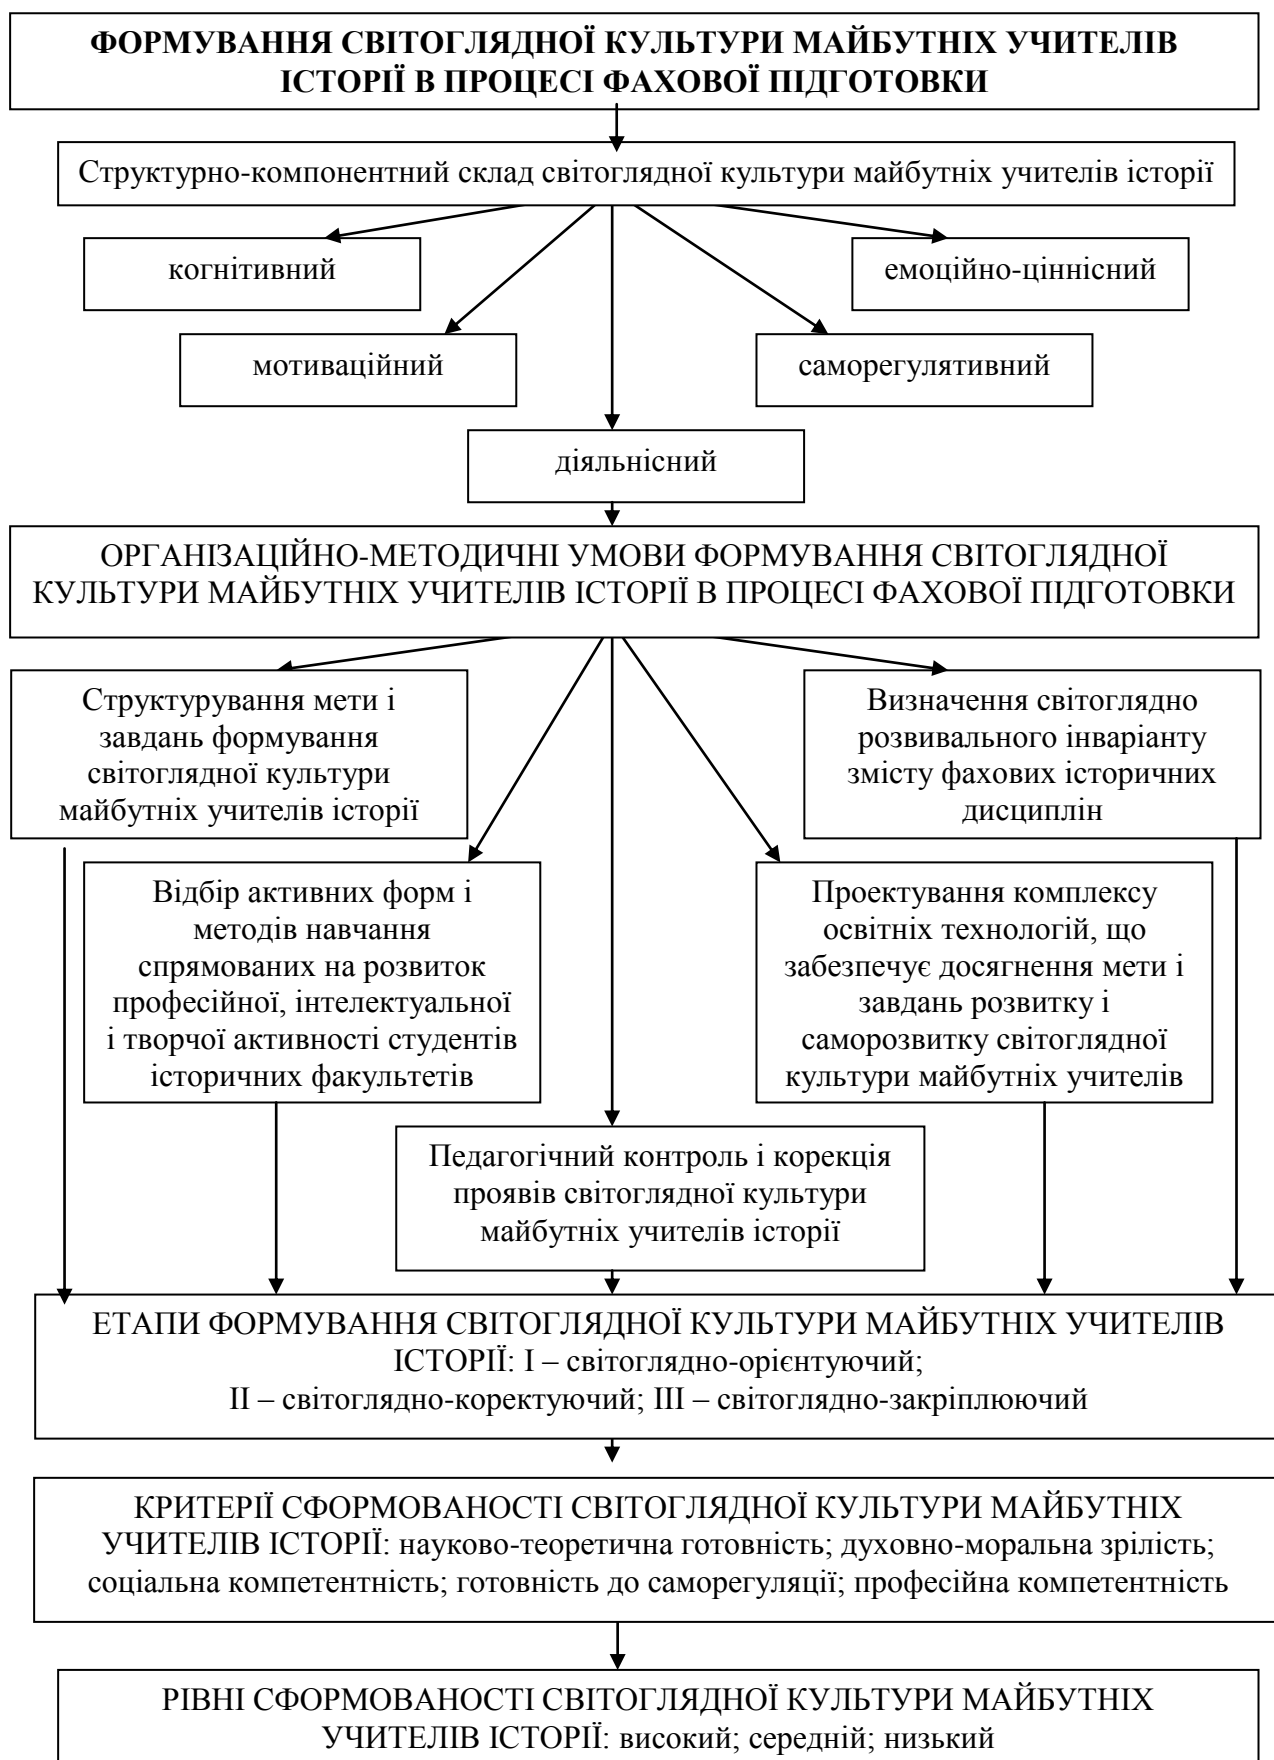 ФОРМУВАННЯ СВІТОГЛЯДНОЇ КУЛЬТУРИ МАЙБУТНІХ УЧИТЕЛІВ
ІСТОРІЇ В ПРОЦЕСІ ФАХОВОЇ ПІДГОТОВКИ
Структурно-компонентний склад світоглядної культури майбутніх учителів історії
когнітивний
емоційно-ціннісний
мотиваційний
саморегулятивний
діяльнісний
ОРГАНІЗАЦІЙНО-МЕТОДИЧНІ УМОВИ ФОРМУВАННЯ СВІТОГЛЯДНОЇ
КУЛЬТУРИ МАЙБУТНІХ УЧИТЕЛІВ ІСТОРІЇ В ПРОЦЕСІ ФАХОВОЇ ПІДГОТОВКИ
Структурування мети і
завдань формування
світоглядної культури
майбутніх учителів історії
Визначення світоглядно
розвивального інваріанту
змісту фахових історичних
дисциплін
Відбір активних форм і
методів навчання
спрямованих на розвиток
професійної, інтелектуальної
і творчої активності студентів
історичних факультетів
Проектування комплексу
освітніх технологій, що
забезпечує досягнення мети і
завдань розвитку і
саморозвитку світоглядної
культури майбутніх учителів
Педагогічний контроль і корекція
проявів світоглядної культури
майбутніх учителів історії
ЕТАПИ ФОРМУВАННЯ СВІТОГЛЯДНОЇ КУЛЬТУРИ МАЙБУТНІХ УЧИТЕЛІВ
ІСТОРІЇ: І – світоглядно-орієнтуючий;
ІІ – світоглядно-коректуючий; ІІІ – світоглядно-закріплюючий
КРИТЕРІЇ СФОРМОВАНОСТІ СВІТОГЛЯДНОЇ КУЛЬТУРИ МАЙБУТНІХ
УЧИТЕЛІВ ІСТОРІЇ: науково-теоретична готовність; духовно-моральна зрілість;
соціальна компетентність; готовність до саморегуляції; професійна компетентність
РІВНІ СФОРМОВАНОСТІ СВІТОГЛЯДНОЇ КУЛЬТУРИ МАЙБУТНІХ
УЧИТЕЛІВ ІСТОРІЇ: високий; середній; низький